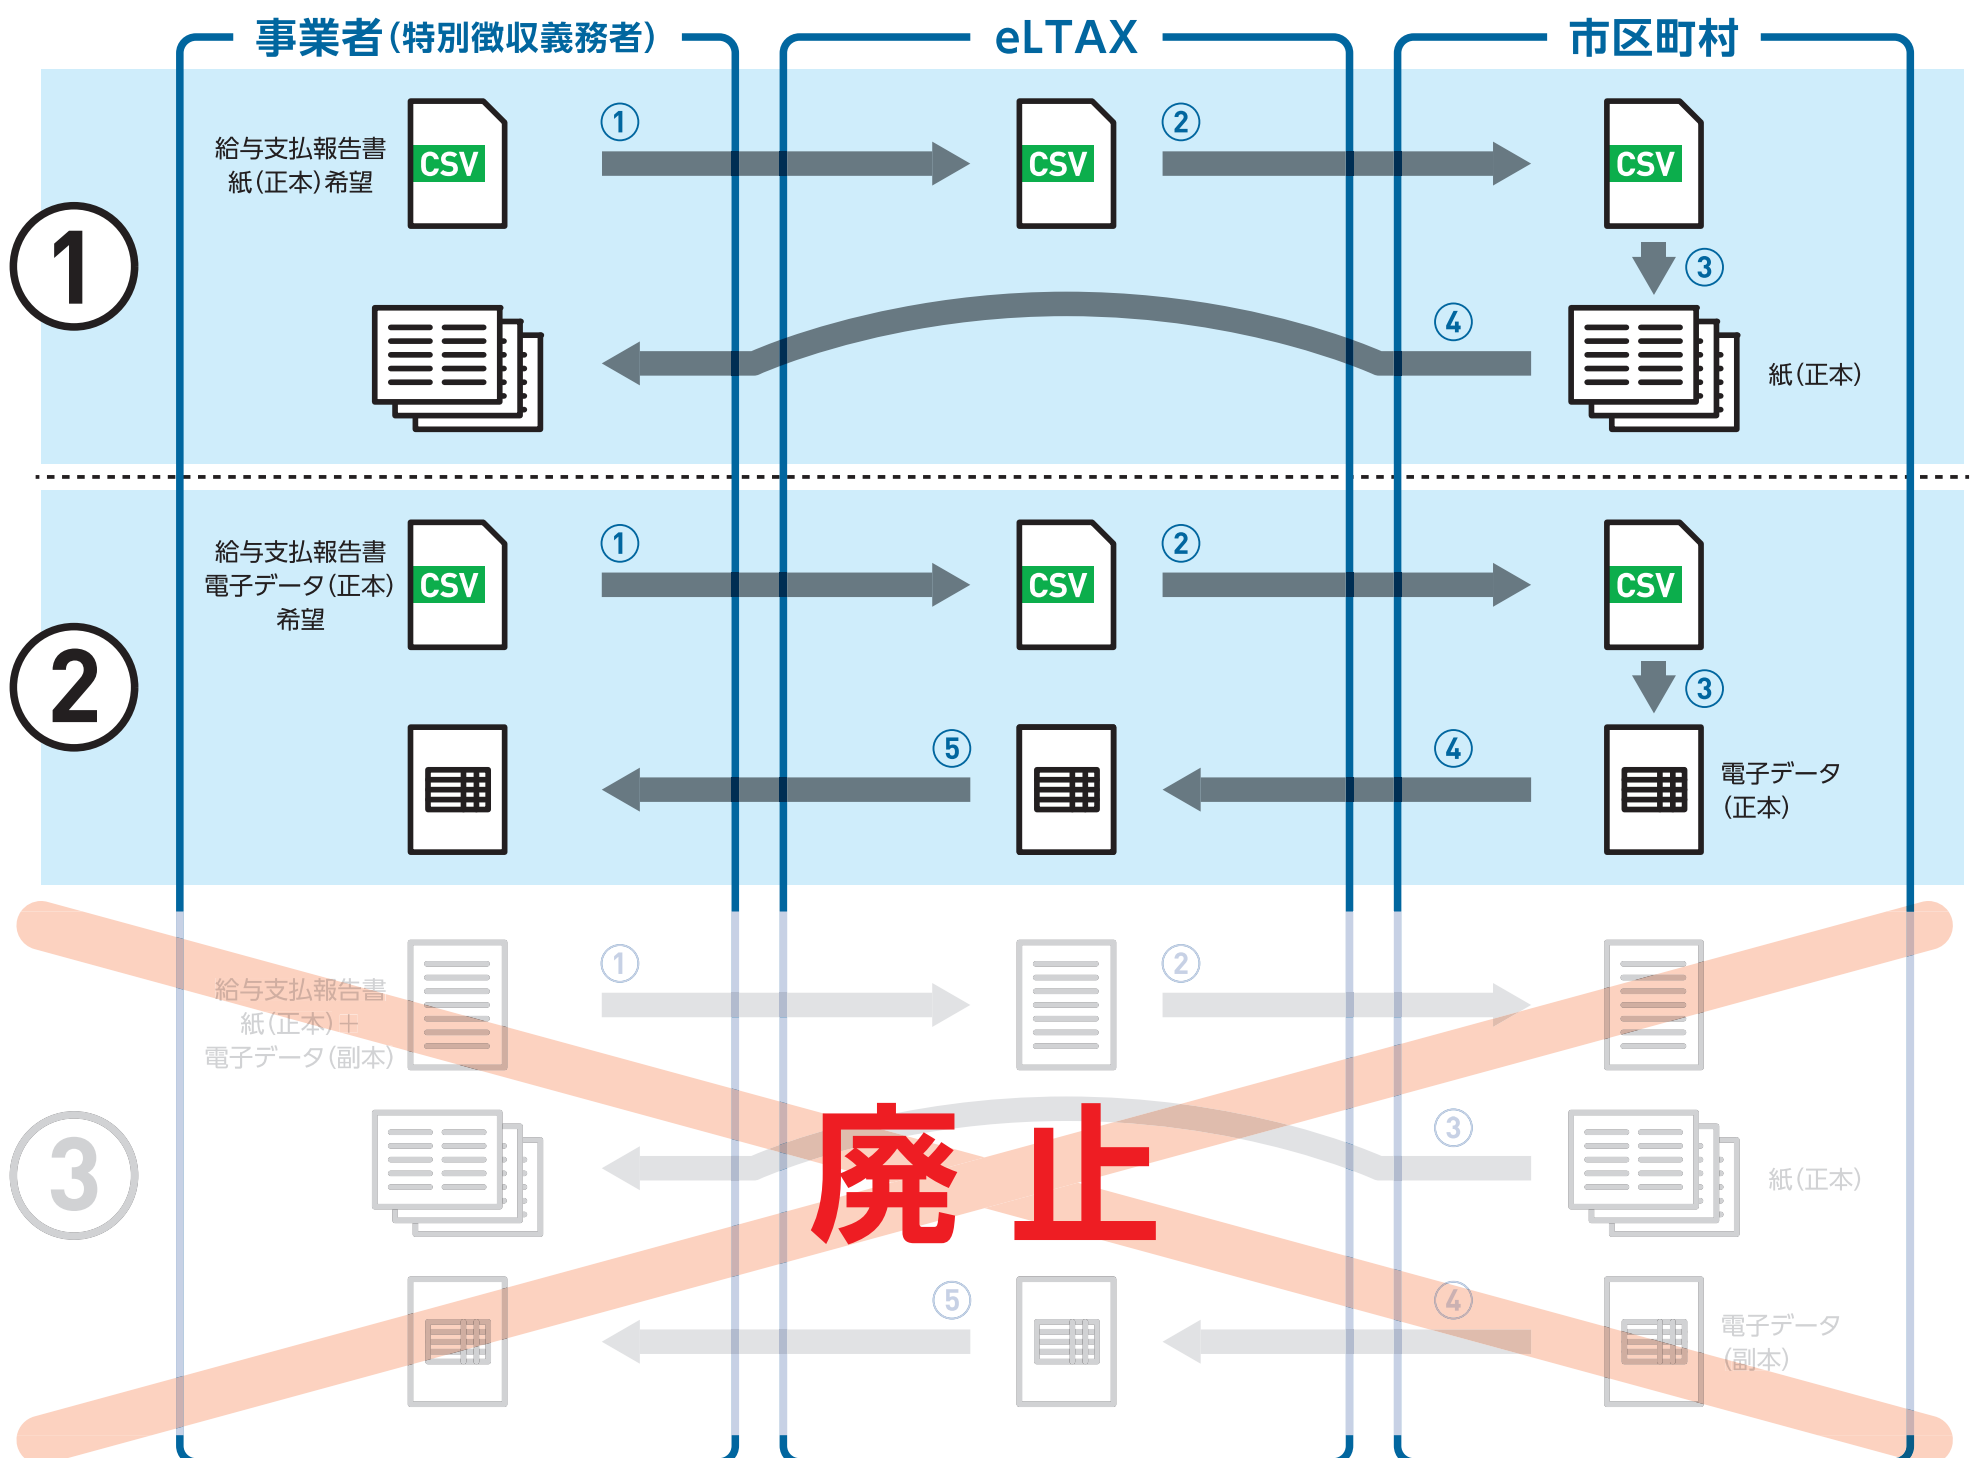 事業者（特別徴収義務者）
eLTAX
市区町村
1
給与支払報告書
紙（正本）希望
CSV
①
CSV
②
CSV
③
④
紙（正本）
2
給与支払報告書
電子データ（正本）
希望
CSV
①
CSV
②
CSV
③
⑤
④
電子データ
（正本）
3
給与支払報告書
紙（正本）＋
電子データ（副本）
①
②
廃止
③
紙（正本）
⑤
④
電子データ
（副本）